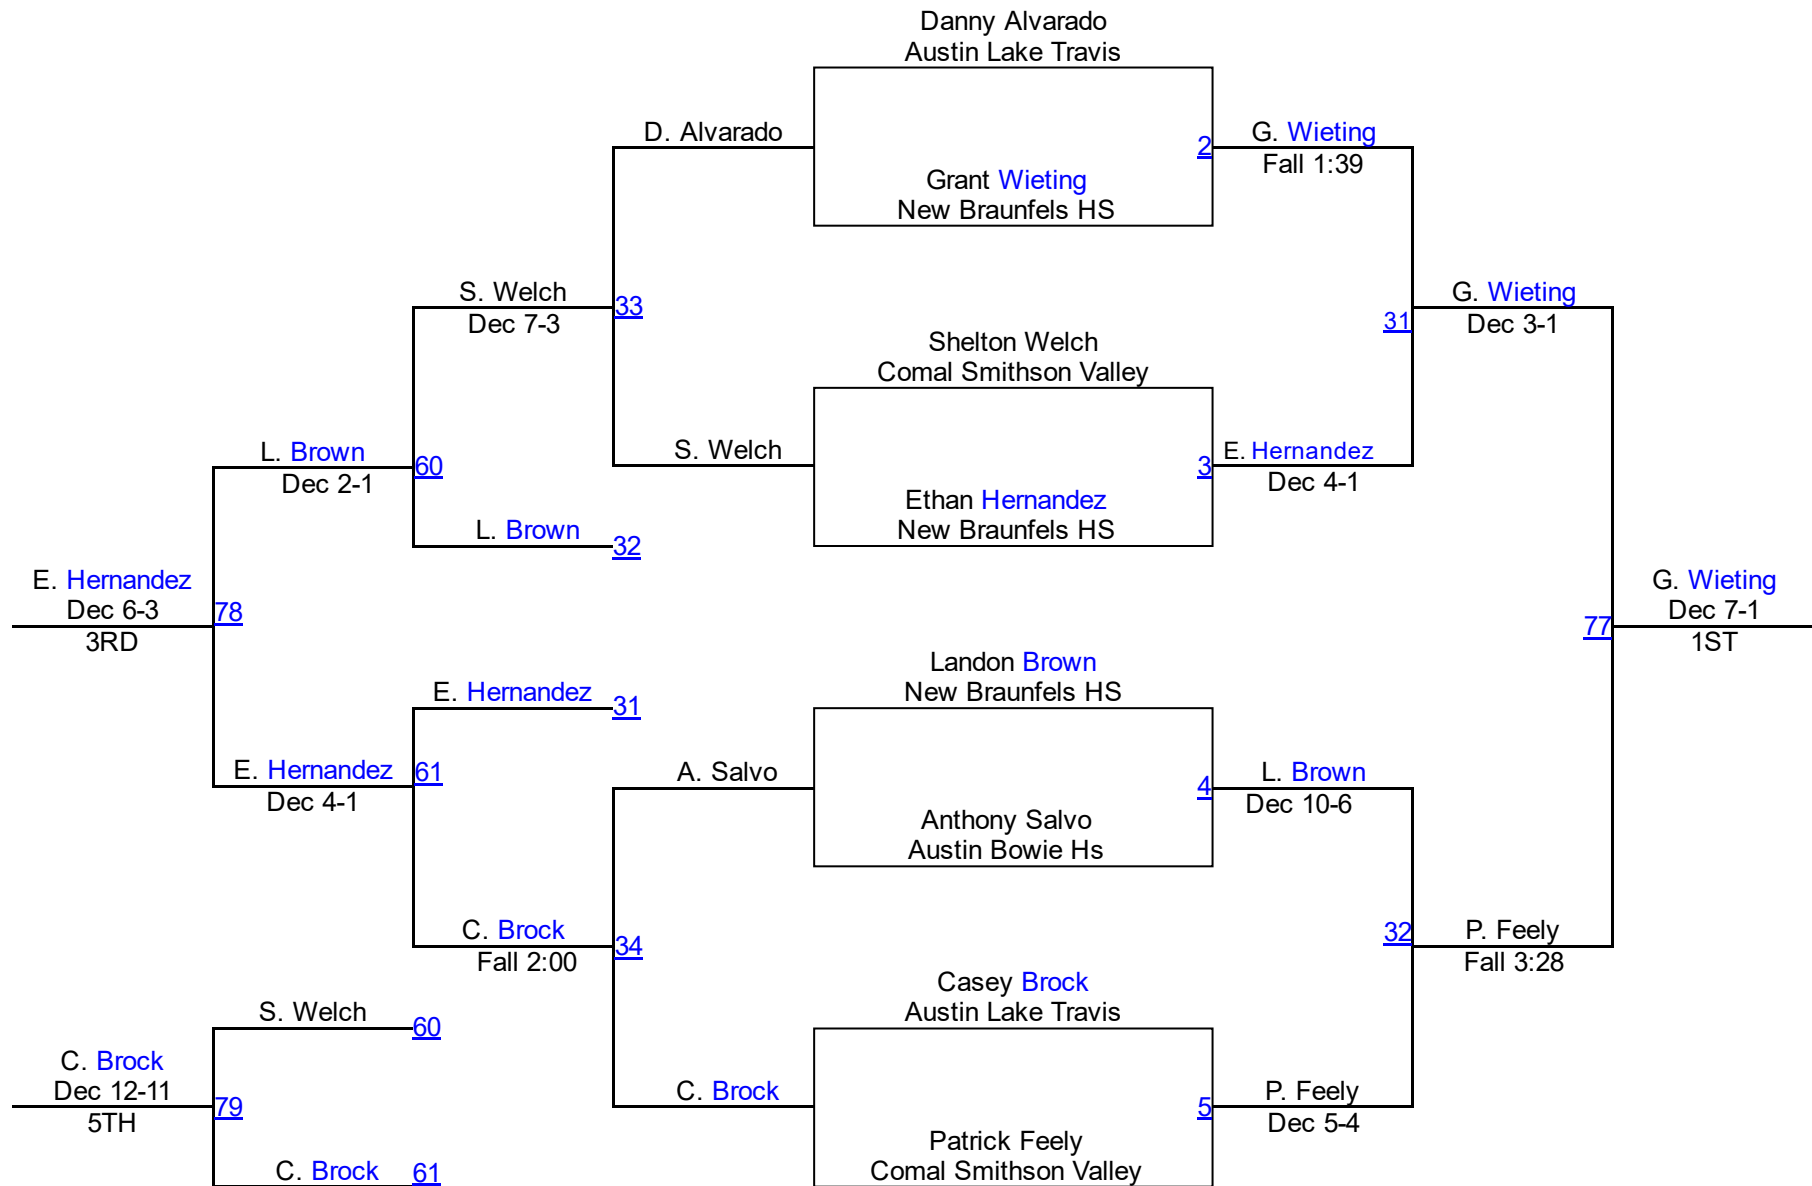 Danny Alvarado
Austin Lake Travis
D. Alvarado
2
G. Wieting
Fall 1:39
Grant Wieting
New Braunfels HS
S. Welch
Dec 7-3
33
G. Wieting
Dec 3-1
31
Shelton Welch
Comal Smithson Valley
L. Brown
Dec 2-1
60
S. Welch
3
E. Hernandez
Dec 4-1
Ethan Hernandez
New Braunfels HS
L. Brown
32
E. Hernandez
Dec 6-3
3RD
78
G. Wieting
Dec 7-1
1ST
77
Landon Brown
New Braunfels HS
E. Hernandez
31
E. Hernandez
Dec 4-1
61
A. Salvo
4
L. Brown
Dec 10-6
Anthony Salvo
Austin Bowie Hs
C. Brock
Fall 2:00
34
32
P. Feely
Fall 3:28
Casey Brock
Austin Lake Travis
S. Welch
60
C. Brock
Dec 12-11
5TH
79
C. Brock
5
P. Feely
Dec 5-4
Patrick Feely
Comal Smithson Valley
C. Brock
61